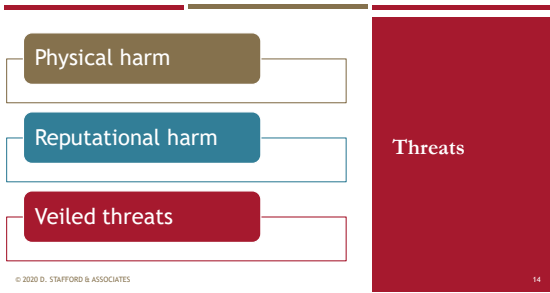 Physical harm
Reputational harm
Veiled threats
Threats
© 2020 D. STAFFORD & ASSOCIATES
14